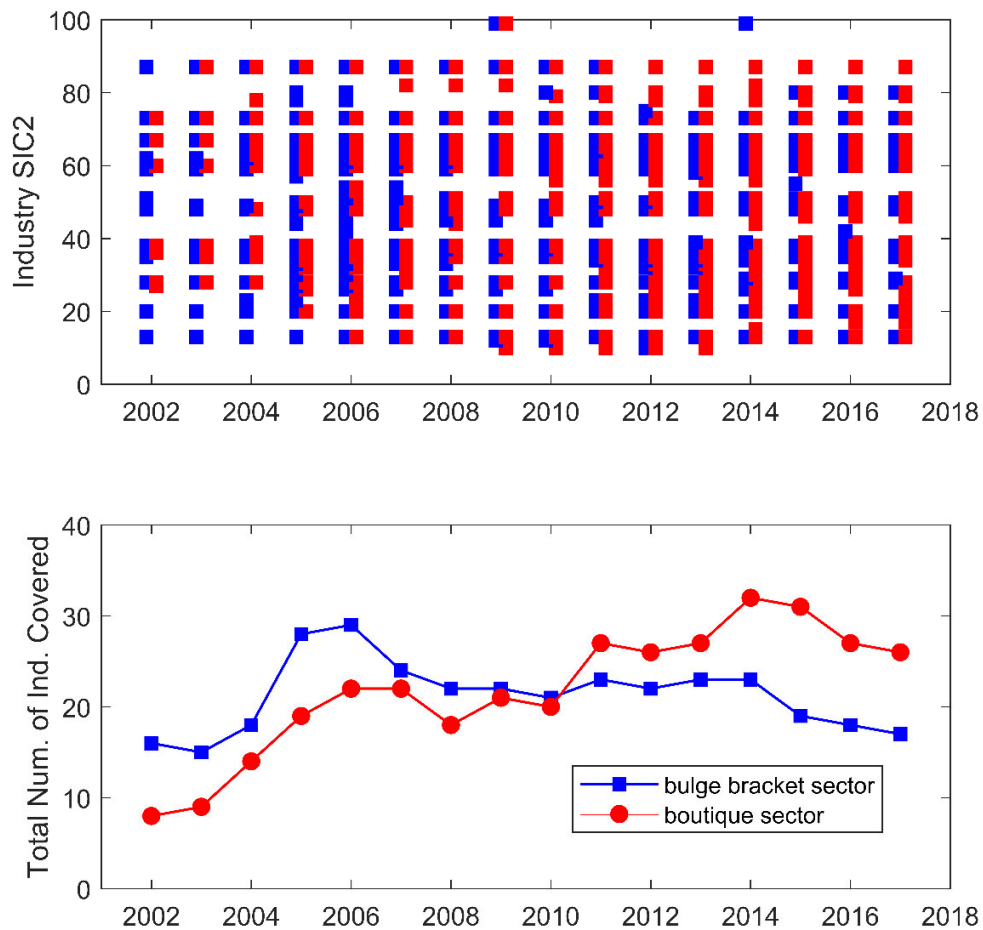 100
80
60
40
20
0
Industry SIC2
2002 2004 2006 2008 2010 2012 2014 2016 2018
40
30
20
10
0
Total Num. of Ind. Covered
bulge bracket sector
boutique sector
2002 2004 2006 2008 2010 2012 2014 2016 2018